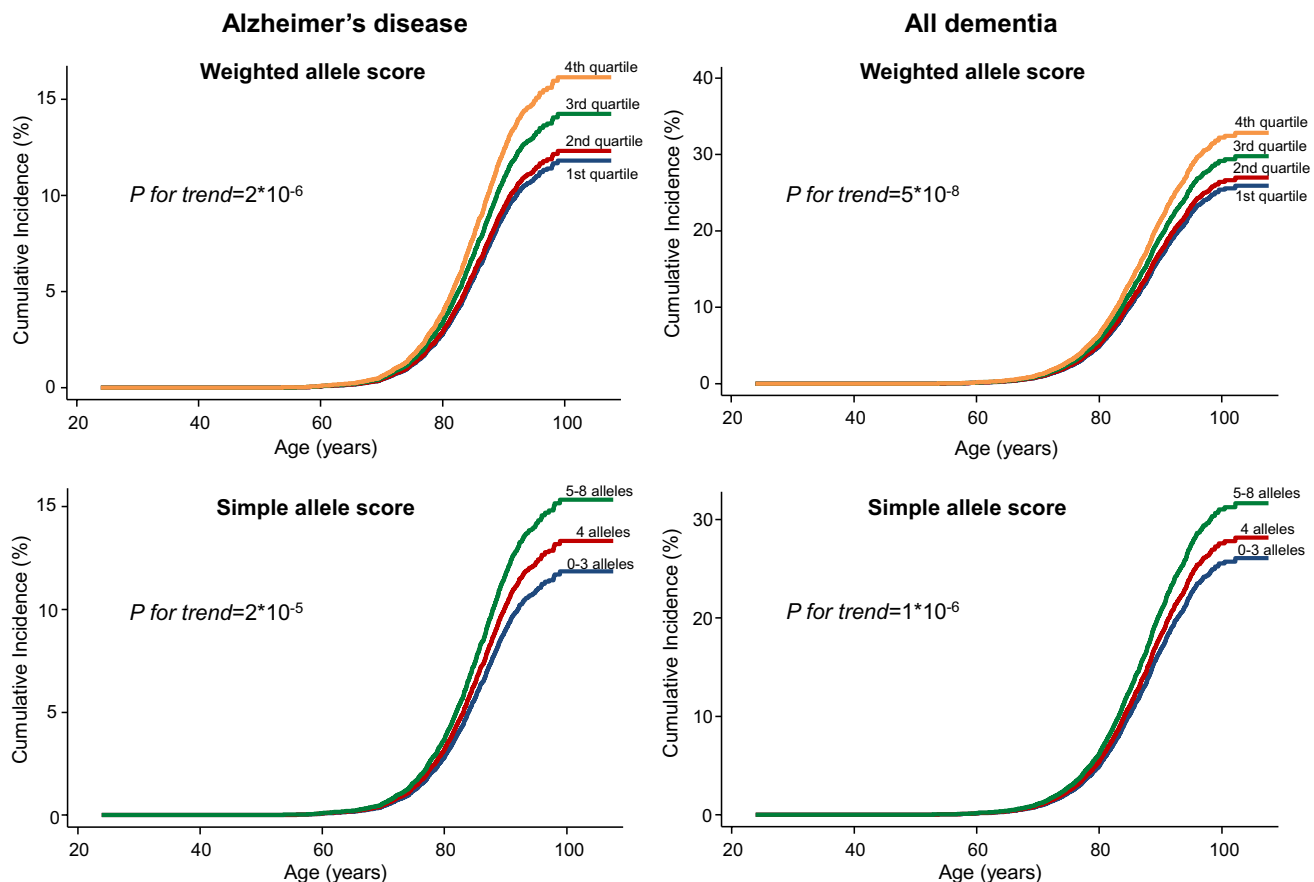 Alzheimer's disease
All dementia
Weighted allele score
15
10
5
0
Cumulative Incidence (%)
4th quartile
3rd quartile
2nd quartile
1st quartile
P for trend=2*10-6
20 40 60 80 100
Age (years)
Weighted allele score
40
30
20
10
0
Cumulative Incidence (%)
4th quartile
3rd quartile
2nd quartile
1st quartile
P for trend=5*10-8
20 40 60 80 100
Age (years)
Simple allele score
15
10
5
0
Cumulative Incidence (%)
5-8 alleles
4 alleles
0-3 alleles
P for trend=2*10-5
20 40 60 80 100
Age (years)
Simple allele score
30
20
10
0
Cumulative Incidence (%)
5-8 alleles
4 alleles
0-3 alleles
P for trend=1*10-6
20 40 60 80 100
Age (years)